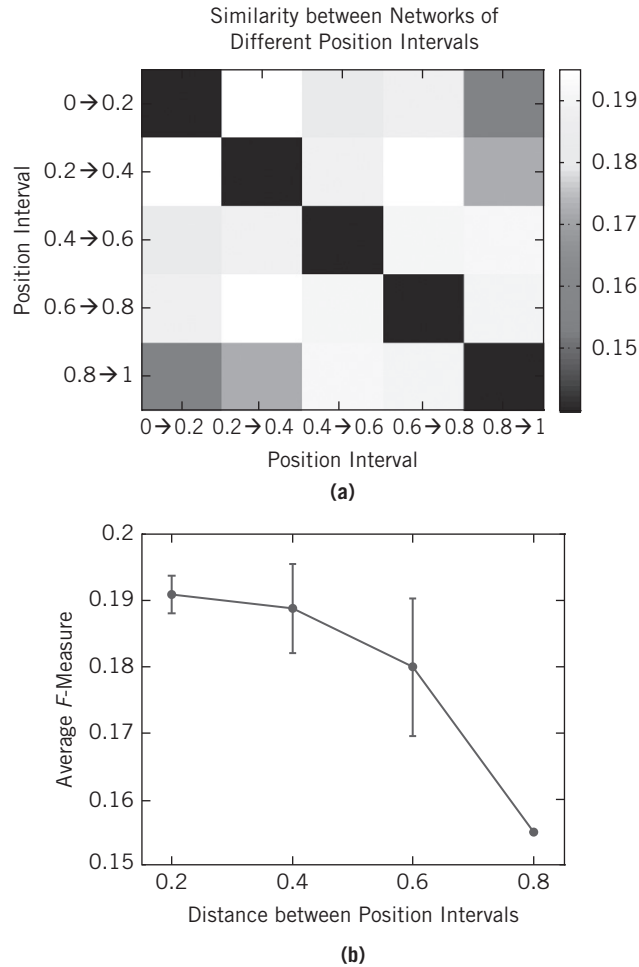 Similarity between Networks of
Different Position Intervals
Position Interval
0→0.2
0.2→0.4
0.4→0.6
0.6→0.8
0.8→1
0.19
0.18
0.17
0.16
0.15
0→0.2 0.2→0.4 0.4→0.6 0.6→0.8 0.8→1
Position Interval
(a)
Average F-Measure
0.2
0.19
0.18
0.17
0.16
0.15
0.2 0.4 0.6 0.8
Distance between Position Intervals
(b)